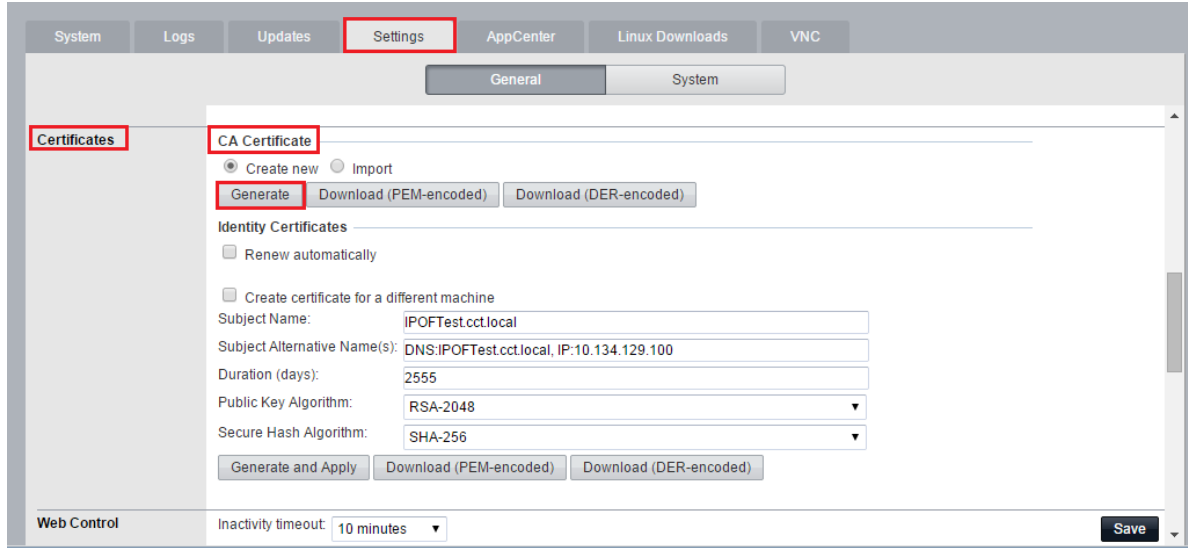 System Logs Updates Settings AppCenter Linux Downloads VNC
General System
Certificates
CA Certificate
Create new Import
Generate Download (PEM-encoded) Download (DER-encoded)
Identity Certificates
Renew automatically
Create certificate for a different machine
Subject Name: IPOFTest.cct.local
Subject Alternative Name(s): DNS:IPOFTest.cct.local, IP:10.134.129.100
Duration (days): 2555
Public Key Algorithm: RSA-2048
Secure Hash Algorithm: SHA-256
Generate and Apply Download (PEM-encoded) Download (DER-encoded)
Web Control Inactivity timeout: 10 minutes Save